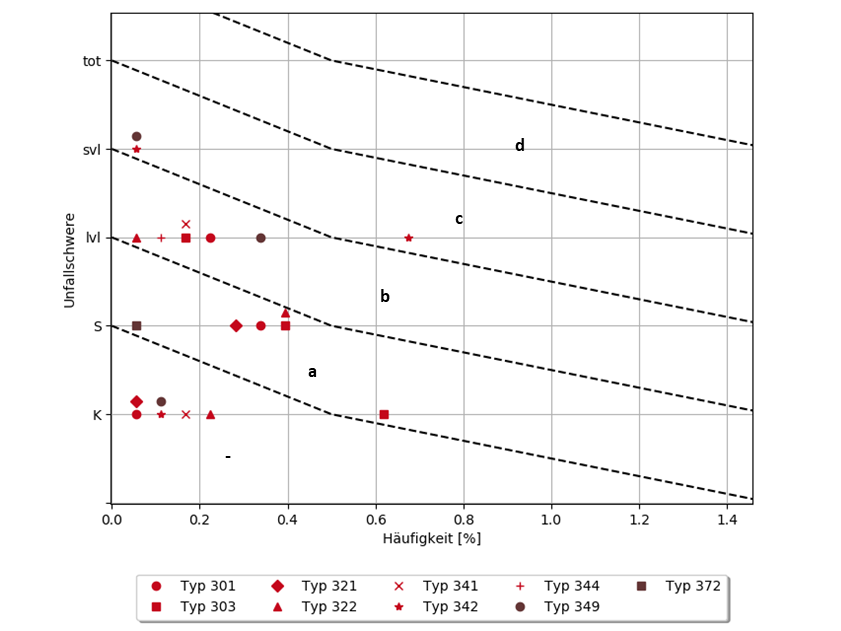 tot
svl
lvl
S
K
Unfallschwere
d
c
b
a
-
0.0 0.2 0.4 0.6 0.8 1.0 1.2 1.4
Häufigkeit [%]
Typ 301 Typ 321 Typ 341 Typ 344 Typ 372
Typ 303 Typ 322 Typ 342 Typ 349